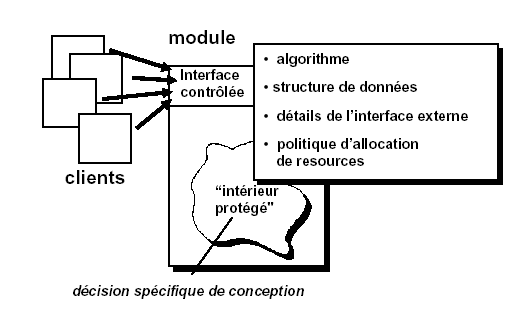 module
Interface
contrôlée
clients
• algorithme
• structure de données
• détails de l'interface externe
• politique d'allocation
de resources
“intérieur
protégé"
décision spécifique de conception